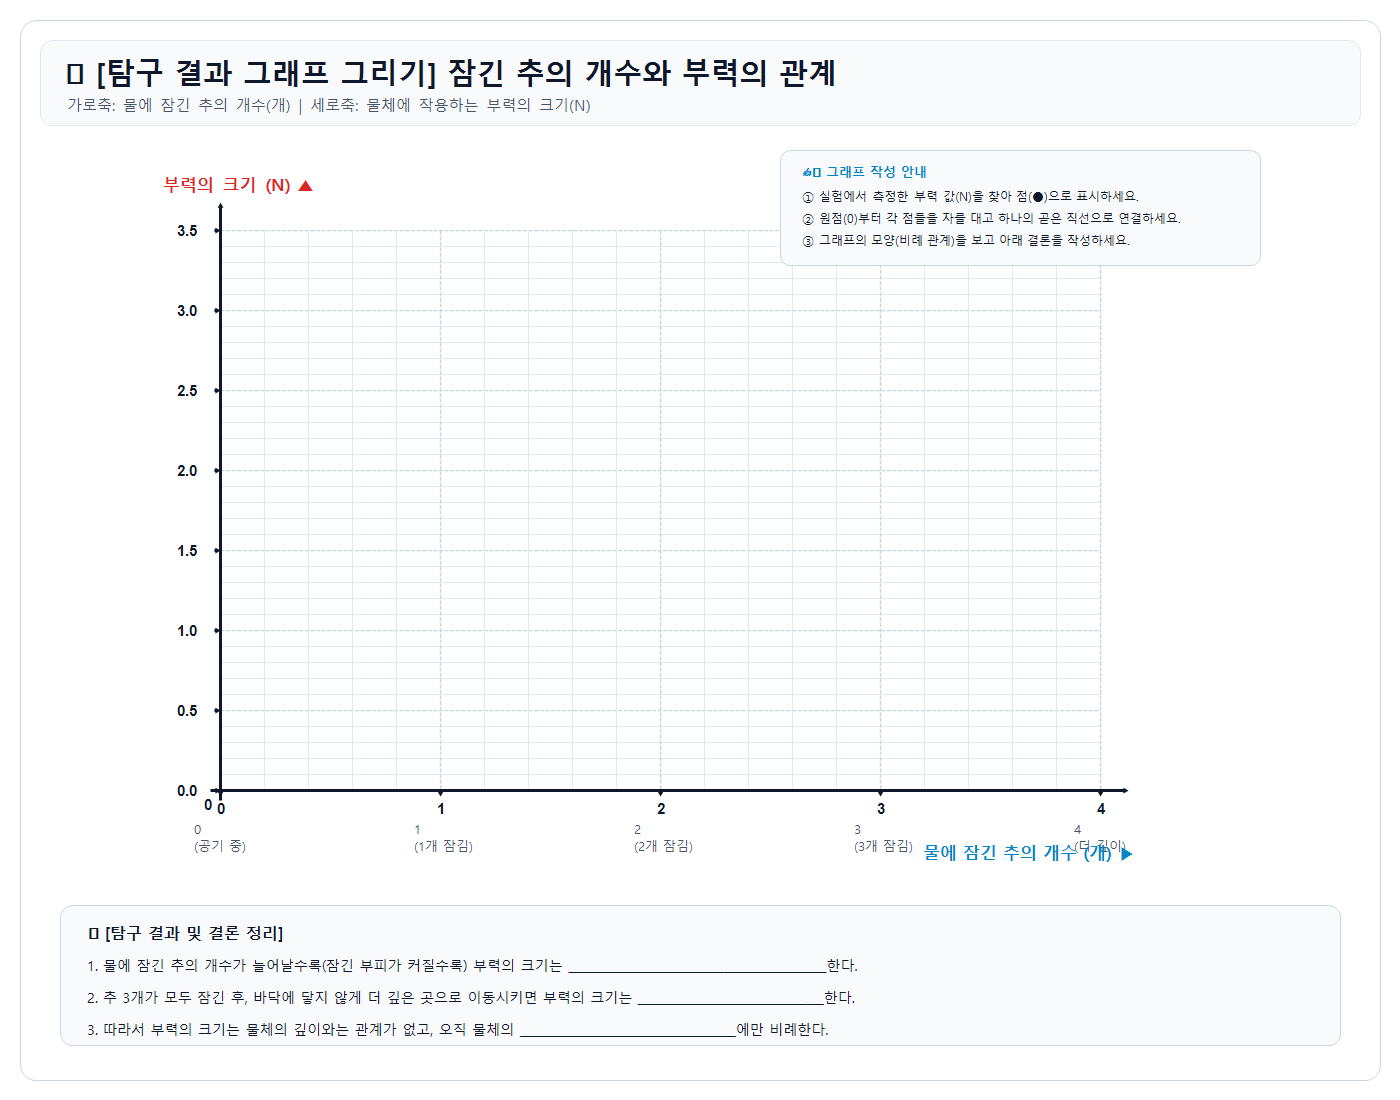 [탐구 결과 그래프 그리기] 잠긴 추의 개수와 부력의 관계
가로축: 물에 잠긴 추의 개수(개) | 세로축: 물체에 작용하는 부력의 크기(N)
그래프 작성 안내
① 실험에서 측정한 부력 값(N)을 찾아 점(●)으로 표시하세요.
② 원점(0)부터 각 점들을 자를 대고 하나의 곧은 직선으로 연결하세요.
③ 그래프의 모양(비례 관계)을 보고 아래 결론을 작성하세요.
부력의 크기 (N) ▲
3.5
3.0
2.5
2.0
1.5
1.0
0.5
0.0
0
0 1 2 3 4
0 1 2 3 4
(공기 중) (1개 잠김) (2개 잠김) (3개 잠김) (더 깊이)
물에 잠긴 추의 개수 (개) ▶
[탐구 결과 및 결론 정리]
1. 물에 잠긴 추의 개수가 늘어날수록(잠긴 부피가 커질수록) 부력의 크기는 ______________________________한다.
2. 추 3개가 모두 잠긴 후, 바닥에 닿지 않게 더 깊은 곳으로 이동시키면 부력의 크기는 ______________________한다.
3. 따라서 부력의 크기는 물체의 깊이와는 관계가 없고, 오직 물체의 _________________________에만 비례한다.